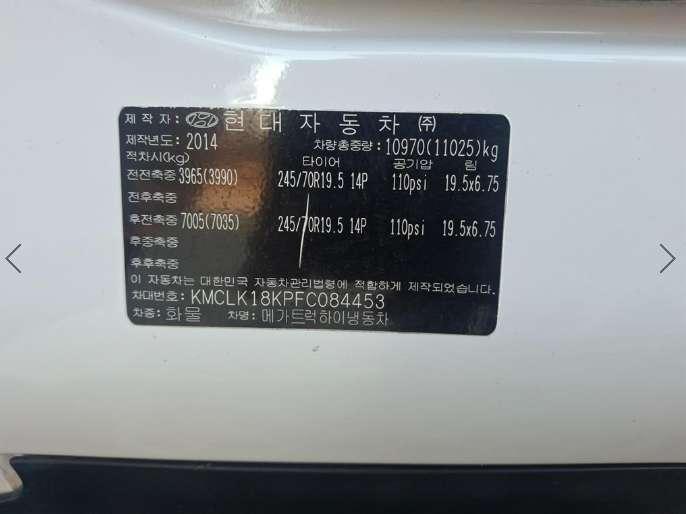 제작자: 현대자동차 ㈜
제작년도: 2014 차량총중량: 10970(11025)kg
적차시(kg) 타이어 공기압 림
전전축중 3965(3990) 245/70R19.5 14P 110psi 19.5x6.75
전후축중
후전축중 7005(7035) 245/70R19.5 14P 110psi 19.5x6.75
후중축중
후후축중
이 자동차는 대한민국 자동차관리법령에 적합하게 제작되었습니다.
차대번호: KMCLK18KPFC084453
차종: 화물 차명: 메가트럭하이냉동차